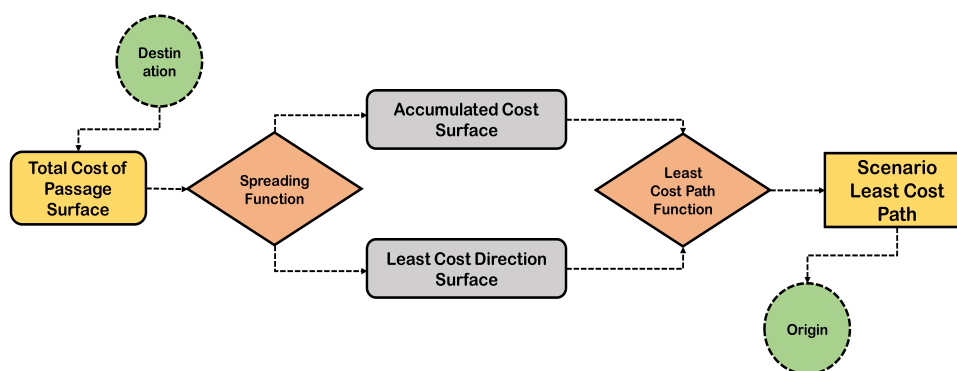 Destin
ation
Total Cost of
Passage
Surface
Spreading
Function
Accumulated Cost
Surface
Least Cost Direction
Surface
Least
Cost Path
Function
Scenario
Least Cost
Path
Origin